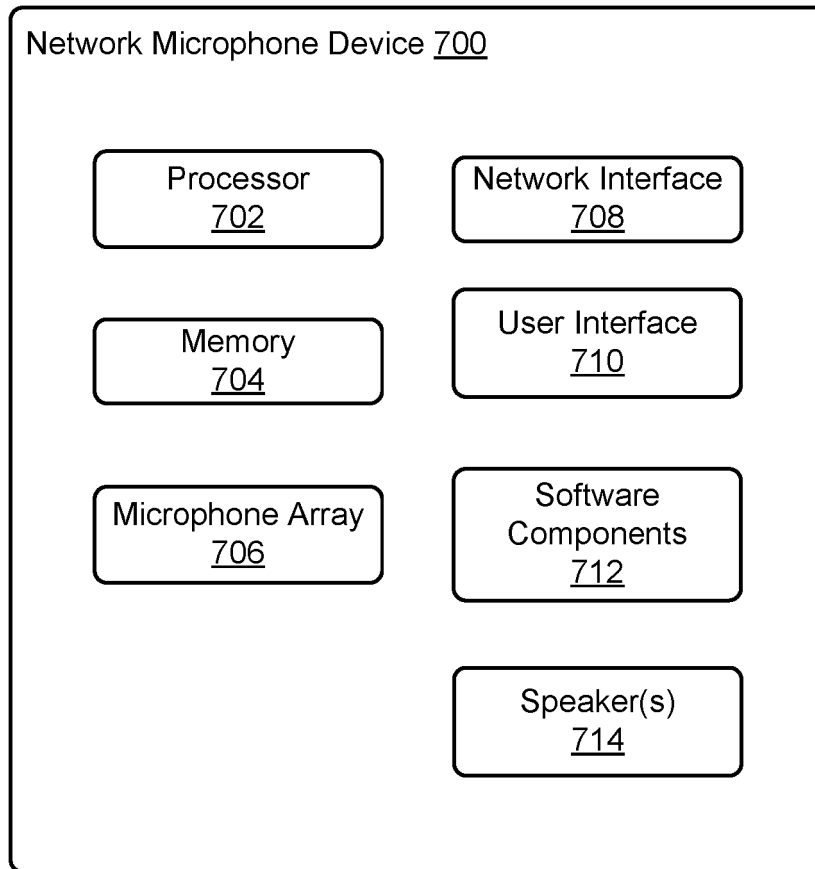 Network Microphone Device 700
Processor
702
Network Interface
708
Memory
704
User Interface
710
Microphone Array
706
Software
Components
712
Speaker(s)
714